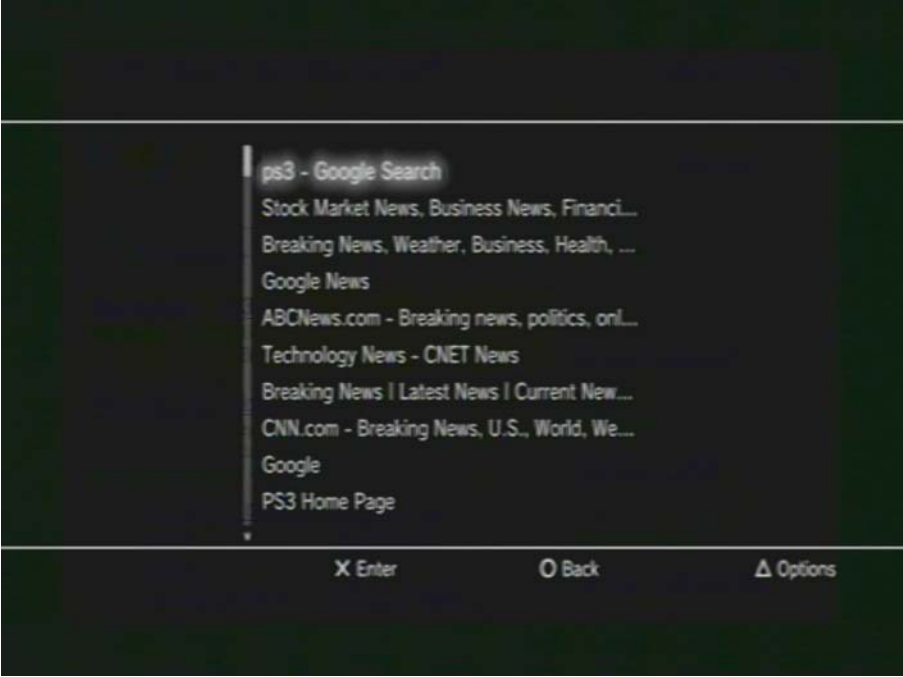 ps3 - Google Search
Stock Market News, Business News, Financi...
Breaking News, Weather, Business, Health, ...
Google News
ABCNews.com - Breaking news, politics, onl...
Technology News - CNET News
Breaking News | Latest News | Current New...
CNN.com - Breaking News, U.S., World, We...
Google
PS3 Home Page
X Enter O Back Δ Options